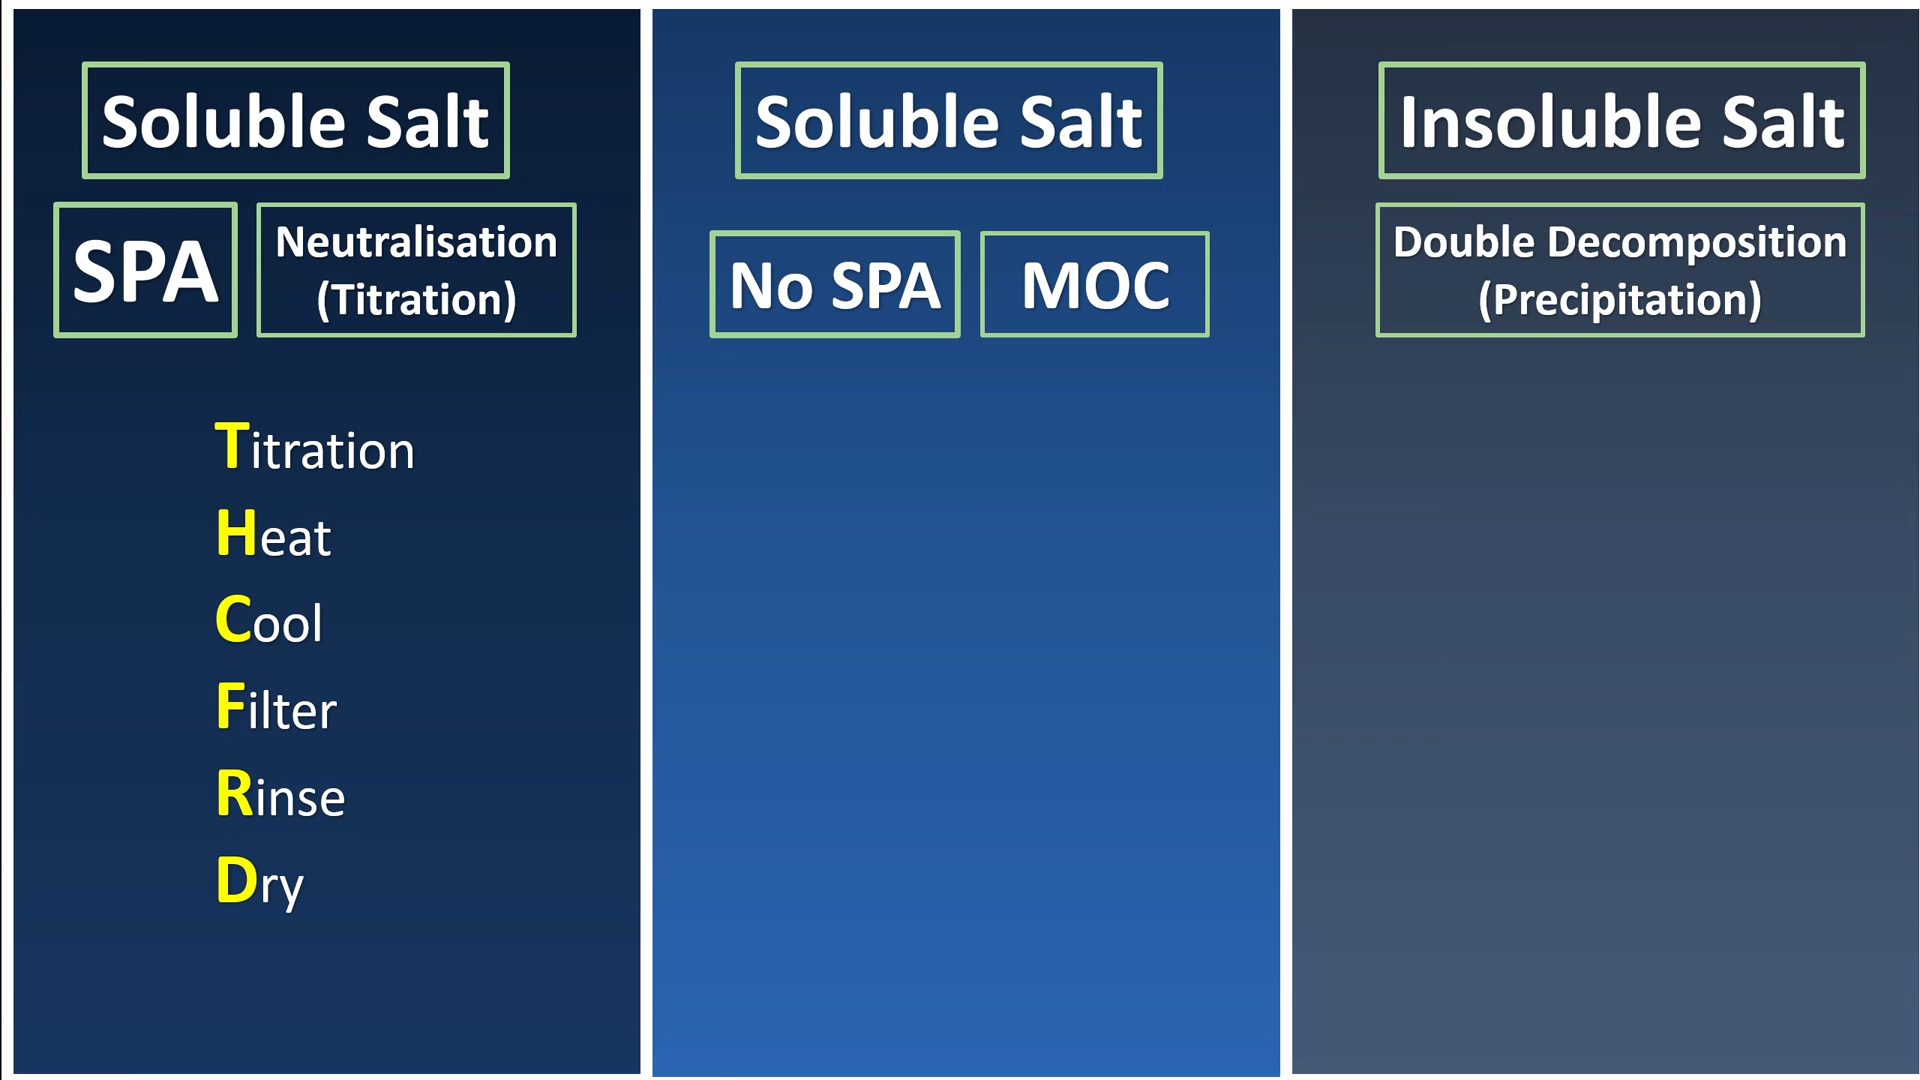 Soluble Salt
SPA
Neutralisation
(Titration)
Titration
Heat
Cool
Filter
Rinse
Dry
Soluble Salt
No SPA
MOC
Insoluble Salt
Double Decomposition
(Precipitation)